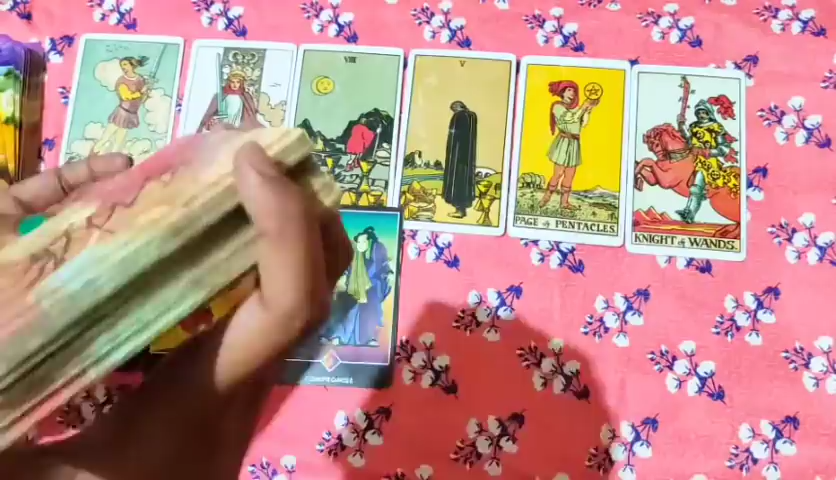 VIII
V
PAGE of PENTACLES.
KNIGHT of WANDS.